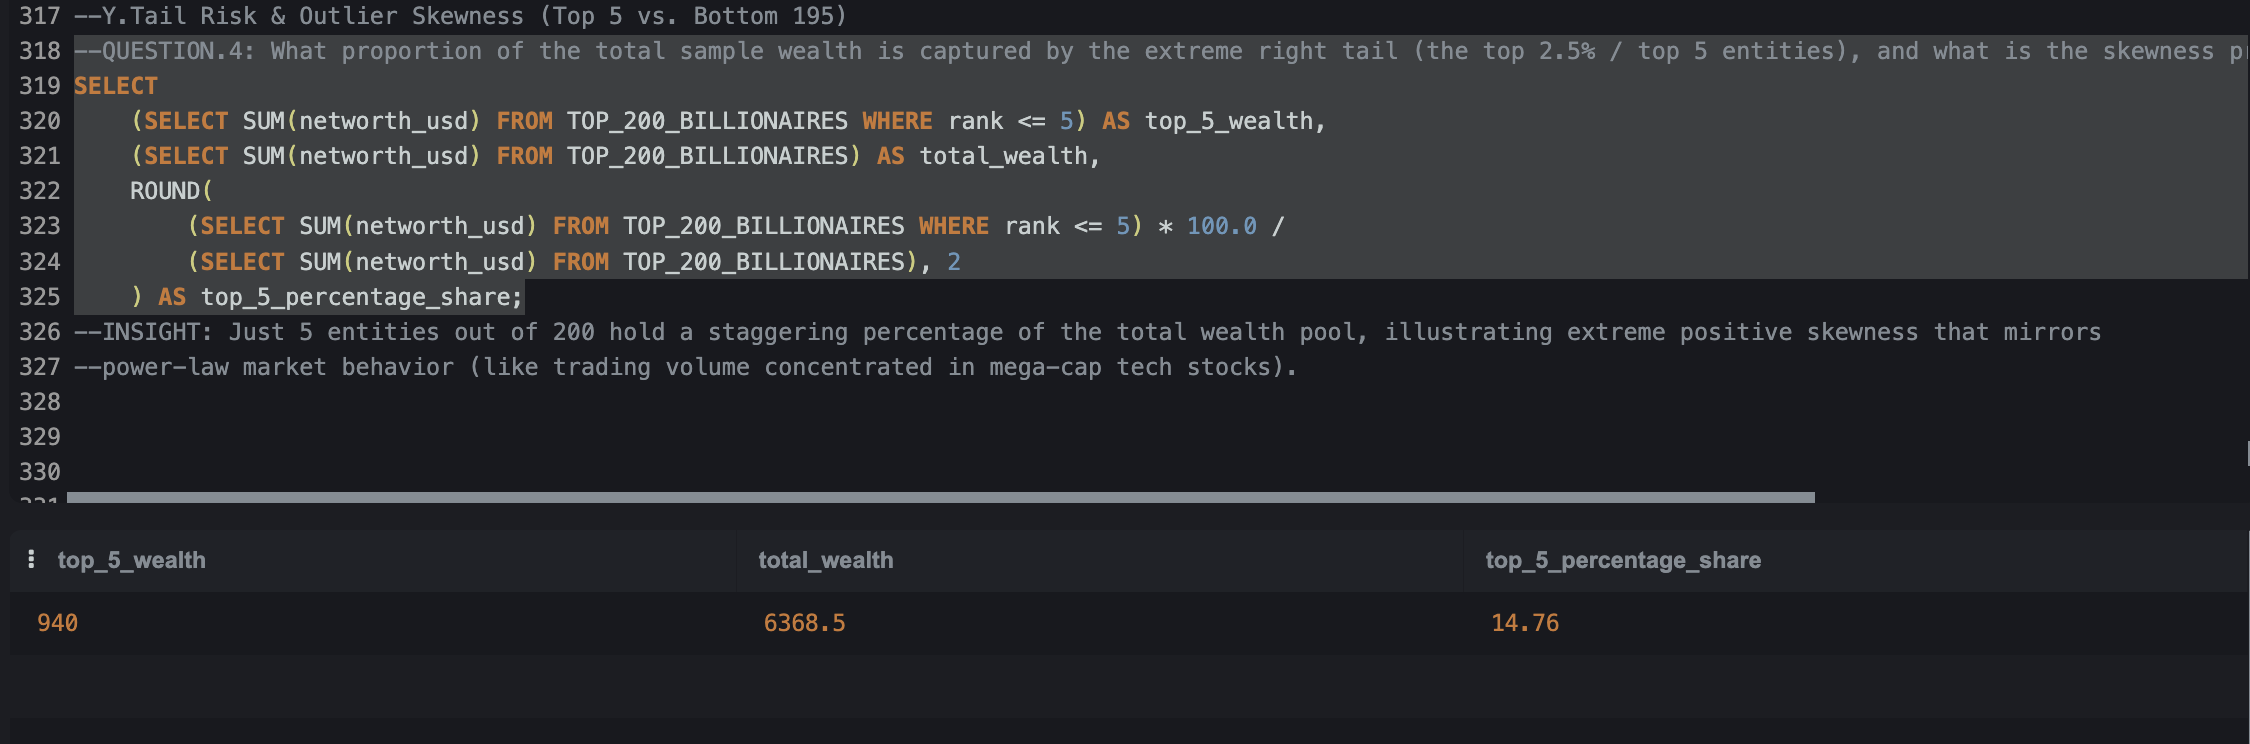 317 --Y.Tail Risk & Outlier Skewness (Top 5 vs. Bottom 195)
318 --QUESTION.4: What proportion of the total sample wealth is captured by the extreme right tail (the top 2.5% / top 5 entities), and what is the skewness
319 SELECT
320     (SELECT SUM(networth_usd) FROM TOP_200_BILLIONAIRES WHERE rank <= 5) AS top_5_wealth,
321     (SELECT SUM(networth_usd) FROM TOP_200_BILLIONAIRES) AS total_wealth,
322     ROUND(
323         (SELECT SUM(networth_usd) FROM TOP_200_BILLIONAIRES WHERE rank <= 5) * 100.0 /
324         (SELECT SUM(networth_usd) FROM TOP_200_BILLIONAIRES), 2
325     ) AS top_5_percentage_share;
326 --INSIGHT: Just 5 entities out of 200 hold a staggering percentage of the total wealth pool, illustrating extreme positive skewness that mirrors
327 --power-law market behavior (like trading volume concentrated in mega-cap tech stocks).
328
329
330
top_5_wealth total_wealth top_5_percentage_share
940 6368.5 14.76